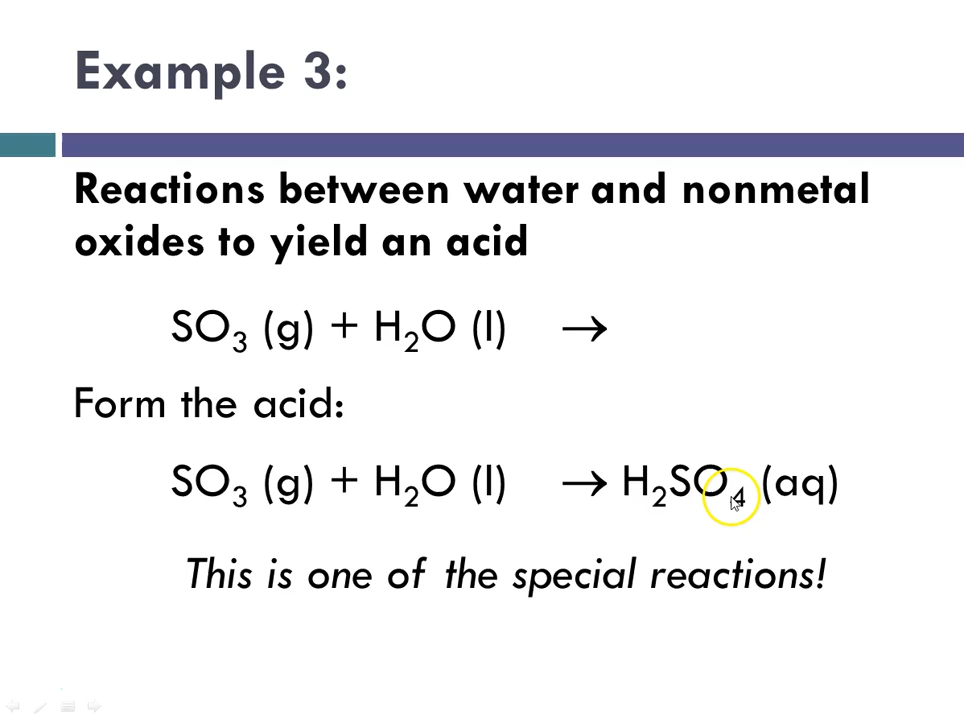 Example 3:
Reactions between water and nonmetal
oxides to yield an acid
SO₃ (g) + H₂O (l) →
Form the acid:
SO₃ (g) + H₂O (l) → H₂SO₄ (aq)
This is one of the special reactions!